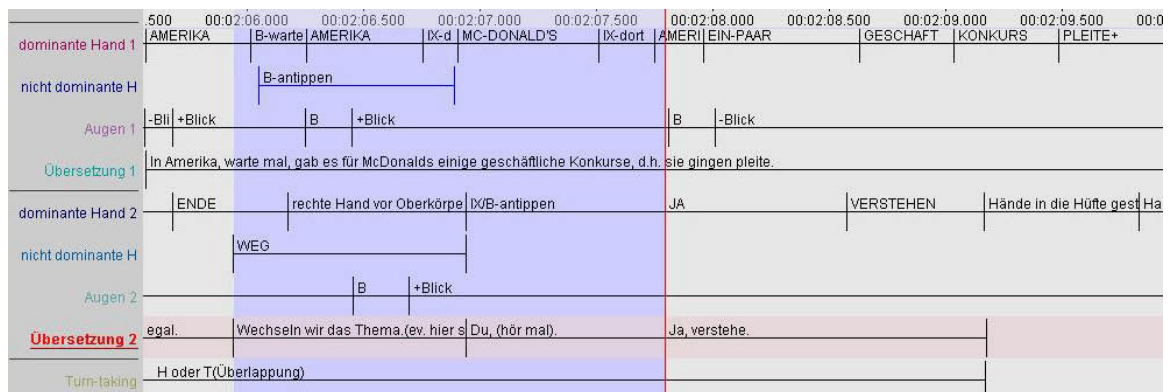 .500 00:02:06.000 00:02:06.500 00:02:07.000 00:02:07.500 00:02:08.000 00:02:08.500 00:02:09.000 00:02:09.500 00:0
dominante Hand 1 AMERIKA B-warte AMERIKA IX-d MC-DONALD'S IX-dort AMERI EIN-PAAR GESCHAFT KONKURS PLEITE+
nicht dominante H B-antippen
Augen 1 -Bli +Blick B +Blick B -Blick
Übersetzung 1 In Amerika, warte mal, gab es für McDonalds einige geschäftliche Konkurse, d.h. sie gingen pleite.
dominante Hand 2 ENDE rechte Hand vor Oberkörpe IX/B-antippen JA VERSTEHEN Hände in die Hüfte gest Ha
nicht dominante H WEG
Augen 2 B +Blick
Übersetzung 2 egal. Wechseln wir das Thema.(ev. hier s Du, (hör mal). Ja, verstehe.
Turn-taking H oder T(Überlappung)